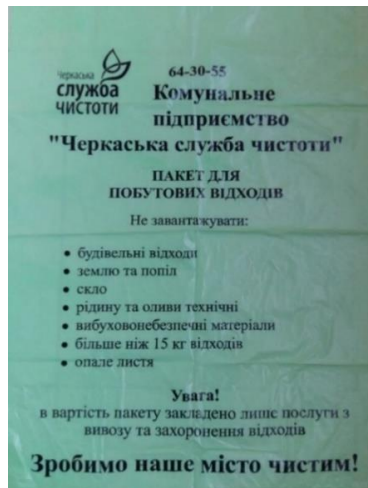 Черкаська
служба
чистоти
64-30-55
Комунальне
підприємство
"Черкаська служба чистоти"
ПАКЕТ ДЛЯ
ПОБУТОВИХ ВІДХОДІВ
Не завантажувати:
• будівельні відходи
• землю та попіл
• скло
• рідину та оливи технічні
• вибуховонебезпечні матеріали
• більше ніж 15 кг відходів
• опале листя
Увага!
в вартість пакету закладено лише послуги з
вивозу та захоронення відходів
Зробимо наше місто чистим!